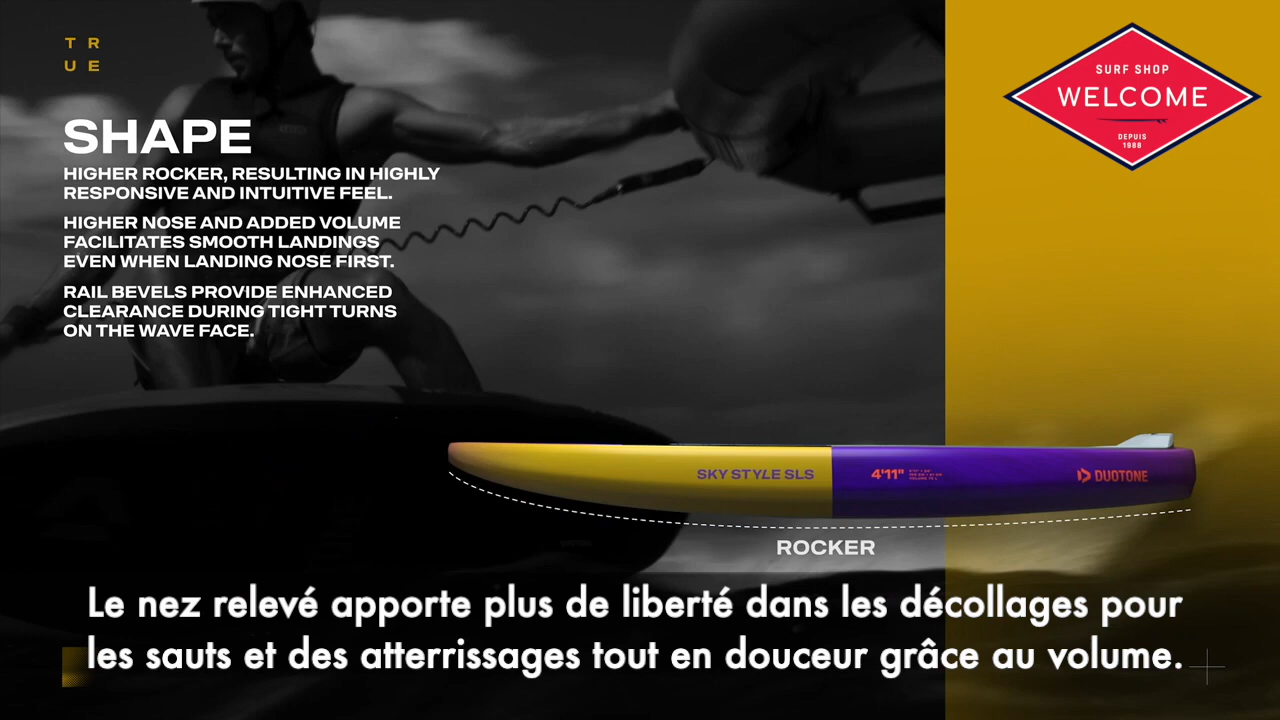 T R
U E
SURF SHOP
WELCOME
DEPUIS
1988
SHAPE
HIGHER ROCKER, RESULTING IN HIGHLY
RESPONSIVE AND INTUITIVE FEEL.
HIGHER NOSE AND ADDED VOLUME
FACILITATES SMOOTH LANDINGS
EVEN WHEN LANDING NOSE FIRST.
RAIL BEVELS PROVIDE ENHANCED
CLEARANCE DURING TIGHT TURNS
ON THE WAVE FACE.
SKY STYLE SLS
4'11"
DUOTONE
ROCKER
Le nez relevé apporte plus de liberté dans les décollages pour
les sauts et des atterrissages tout en douceur grâce au volume.